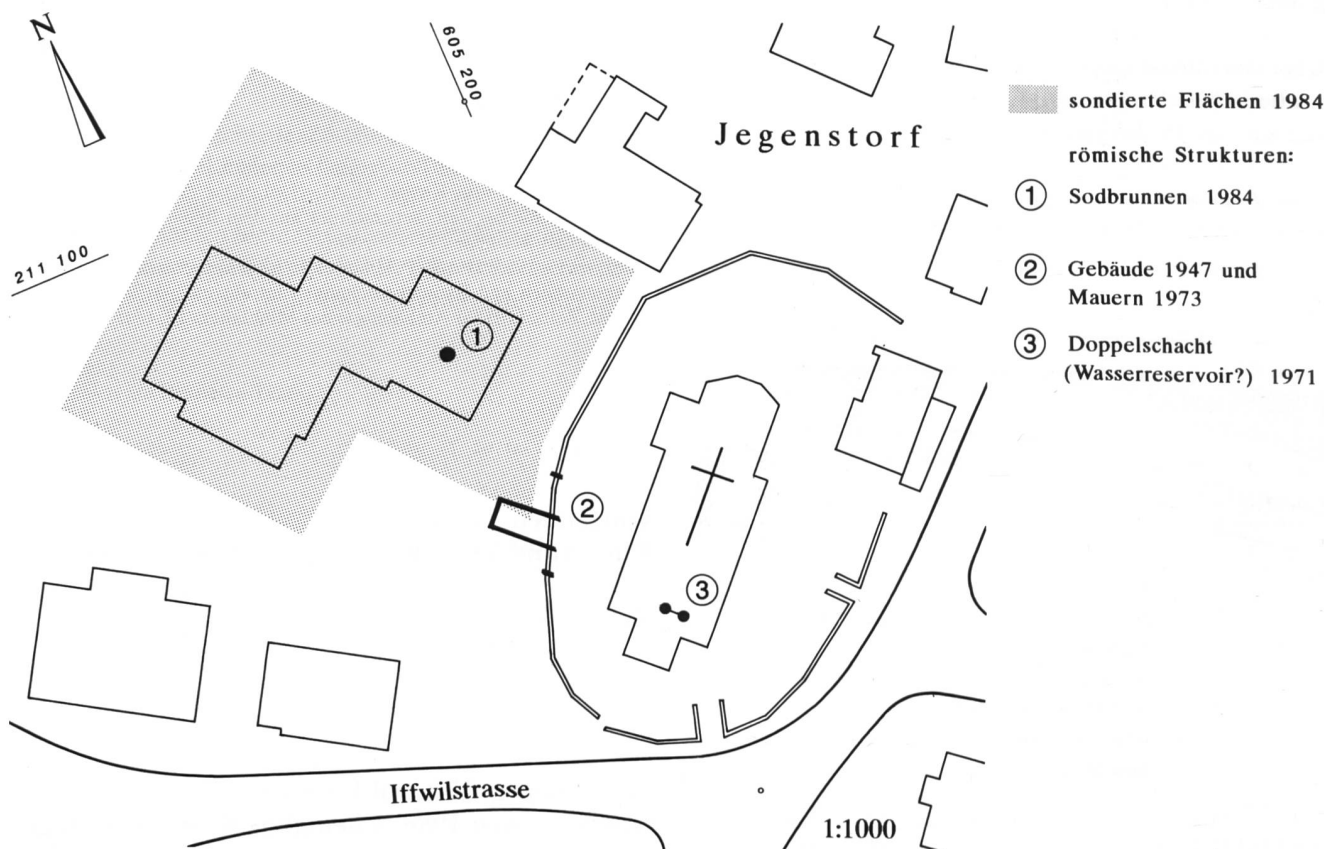 N
605 200
Jegenstorf
211 100
①
②
③
Iffwilstrasse
1:1000
sondierte Flächen 1984
römische Strukturen:
① Sodbrunnen 1984
② Gebäude 1947 und
Mauern 1973
③ Doppelschacht
(Wasserreservoir?) 1971